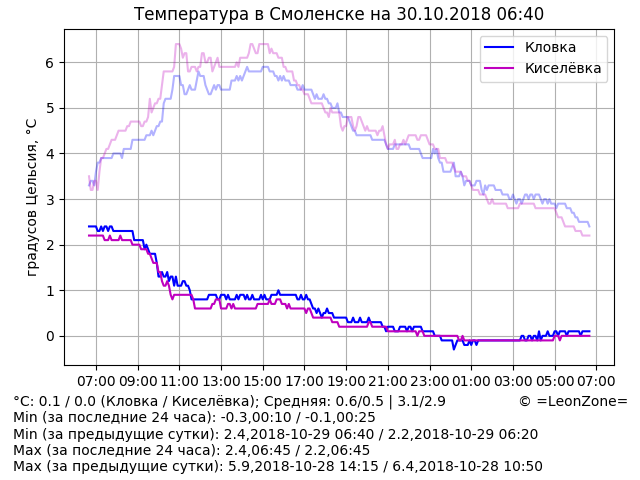 Температура в Смоленске на 30.10.2018 06:40
Кловка
Киселёвка
градусов Цельсия, °C
6
5
4
3
2
1
0
07:00 09:00 11:00 13:00 15:00 17:00 19:00 21:00 23:00 01:00 03:00 05:00 07:00
°C: 0.1 / 0.0 (Кловка / Киселёвка); Средняя: 0.6/0.5 | 3.1/2.9
© =LeonZone=
Min (за последние 24 часа): -0.3,00:10 / -0.1,00:25
Min (за предыдущие сутки): 2.4,2018-10-29 06:40 / 2.2,2018-10-29 06:20
Max (за последние 24 часа): 2.4,06:45 / 2.2,06:45
Max (за предыдущие сутки): 5.9,2018-10-28 14:15 / 6.4,2018-10-28 10:50